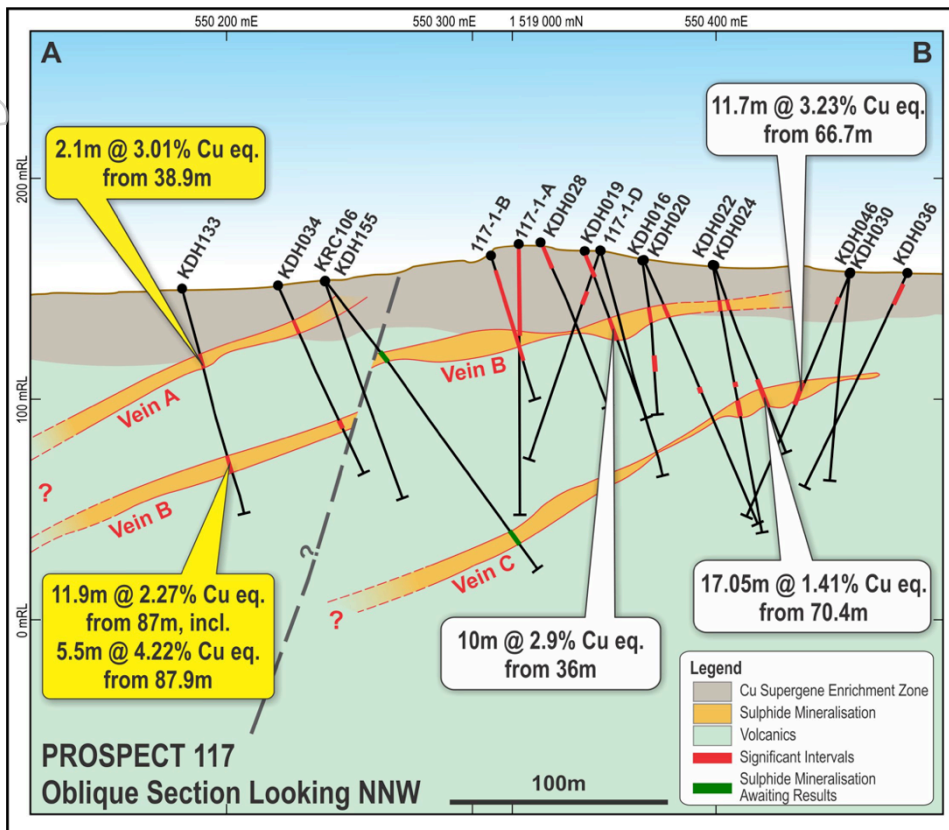 550 200 mE
550 300 mE
1 519 000 mN
550 400 mE
A
B
11.7m @ 3.23% Cu eq.
from 66.7m
2.1m @ 3.01% Cu eq.
from 38.9m
200 mRL
100 mRL
0 mRL
KDH133
KDH034
KRC106
KDH155
117-1-B
117-1-A
KDH028
KDH019
117-1-D
KDH016
KDH020
KDH022
KDH024
KDH046
KDH030
KDH036
Vein A
Vein B
Vein B
Vein C
?
?
?
11.9m @ 2.27% Cu eq.
from 87m, incl.
5.5m @ 4.22% Cu eq.
from 87.9m
10m @ 2.9% Cu eq.
from 36m
17.05m @ 1.41% Cu eq.
from 70.4m
Legend
Cu Supergene Enrichment Zone
Sulphide Mineralisation
Volcanics
Significant Intervals
Sulphide Mineralisation
Awaiting Results
PROSPECT 117
Oblique Section Looking NNW
100m